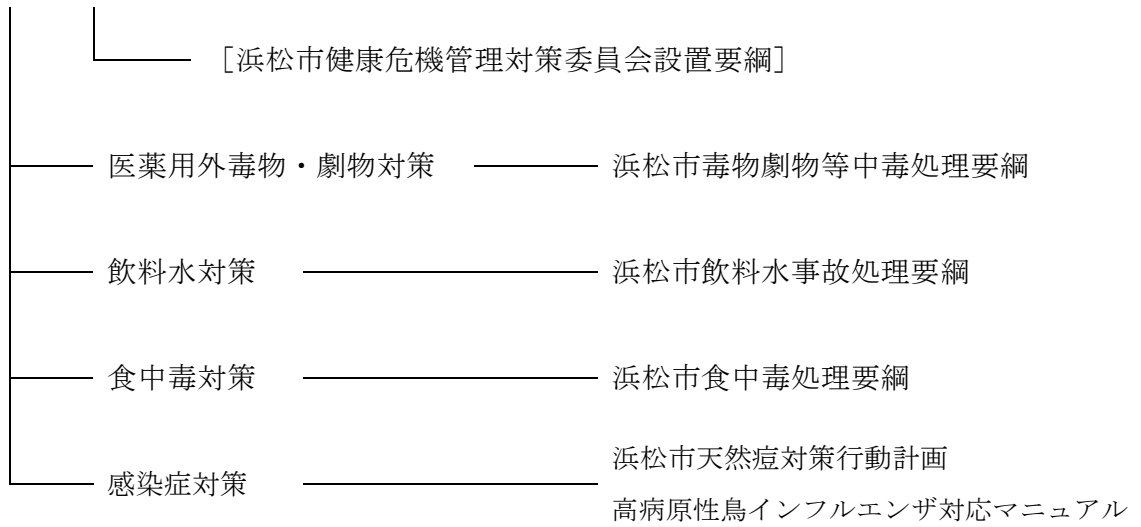 ［浜松市健康危機管理対策委員会設置要綱］
医薬用外毒物・劇物対策 浜松市毒物劇物等中毒処理要綱
飲料水対策 浜松市飲料水事故処理要綱
食中毒対策 浜松市食中毒処理要綱
感染症対策 浜松市天然痘対策行動計画
高病原性鳥インフルエンザ対応マニュアル